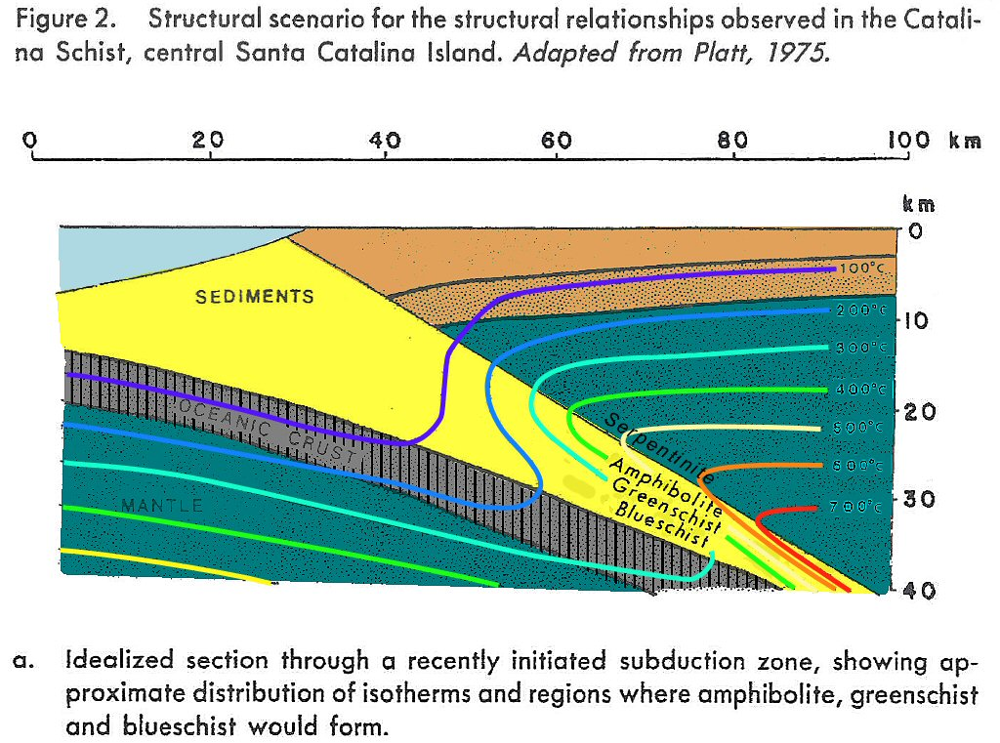 Figure 2. Structural scenario for the structural relationships observed in the Catali-
na Schist, central Santa Catalina Island. Adapted from Platt, 1975.
0 20 40 60 80 100 km
km
0
100°C
SEDIMENTS
200°C
10
300°C
400°C
OCEANIC CRUST
20
Serpentinite
500°C
Amphibolite
600°C
Greenschist
30
MANTLE
Blueschist
700°C
40
a. Idealized section through a recently initiated subduction zone, showing ap-
proximate distribution of isotherms and regions where amphibolite, greenschist
and blueschist would form.